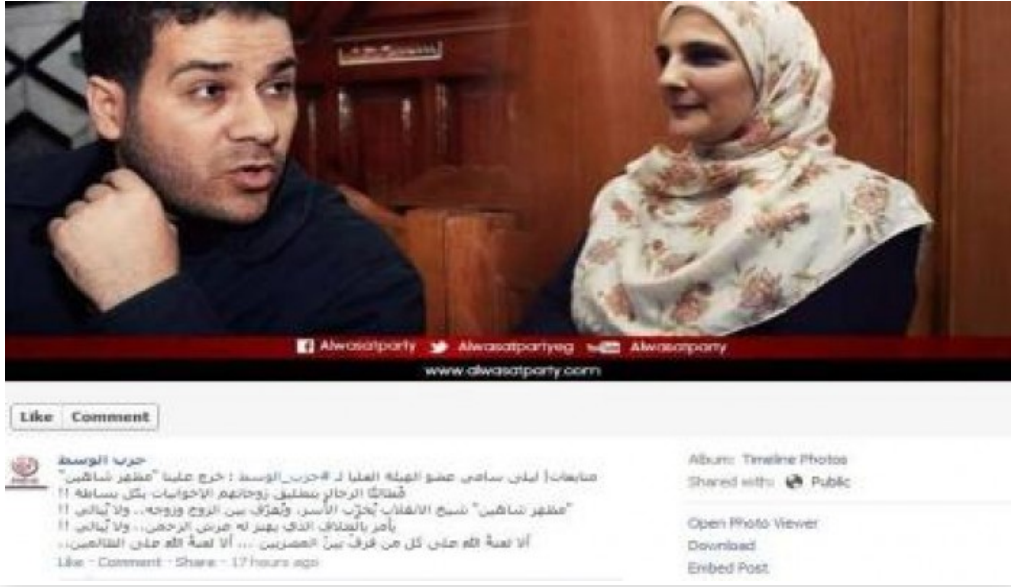 Alwasatparty Alwasatpartyeg You Tube Alwasatparty
www.alwasatparty.com
Like Comment
حزب الوسط
متابعات| ليلى سامي عضو الهيئة العليا لـ #حزب_الوسط : خرج علينا "مظهر شاهين"
مُطالبًا الرجال بتطليق زوجاتهم الإخوانيات بكل بساطة !!
"مظهر شاهين" شيخ الانقلاب يُخرّب الأسر، ويُفرّق بين الزوج وزوجه.. ولا يُبالي !!
يأمر بالطلاق الذي يهتز له عرش الرحمن.. ولا يُبالي !!
ألا لعنةُ الله على كل من فرقَ بينَ المصريين ... ألا لعنةُ الله على الظالمين..
Like · Comment · Share · 17 hours ago
Album: Timeline Photos
Shared with: Public
Open Photo Viewer
Download
Embed Post